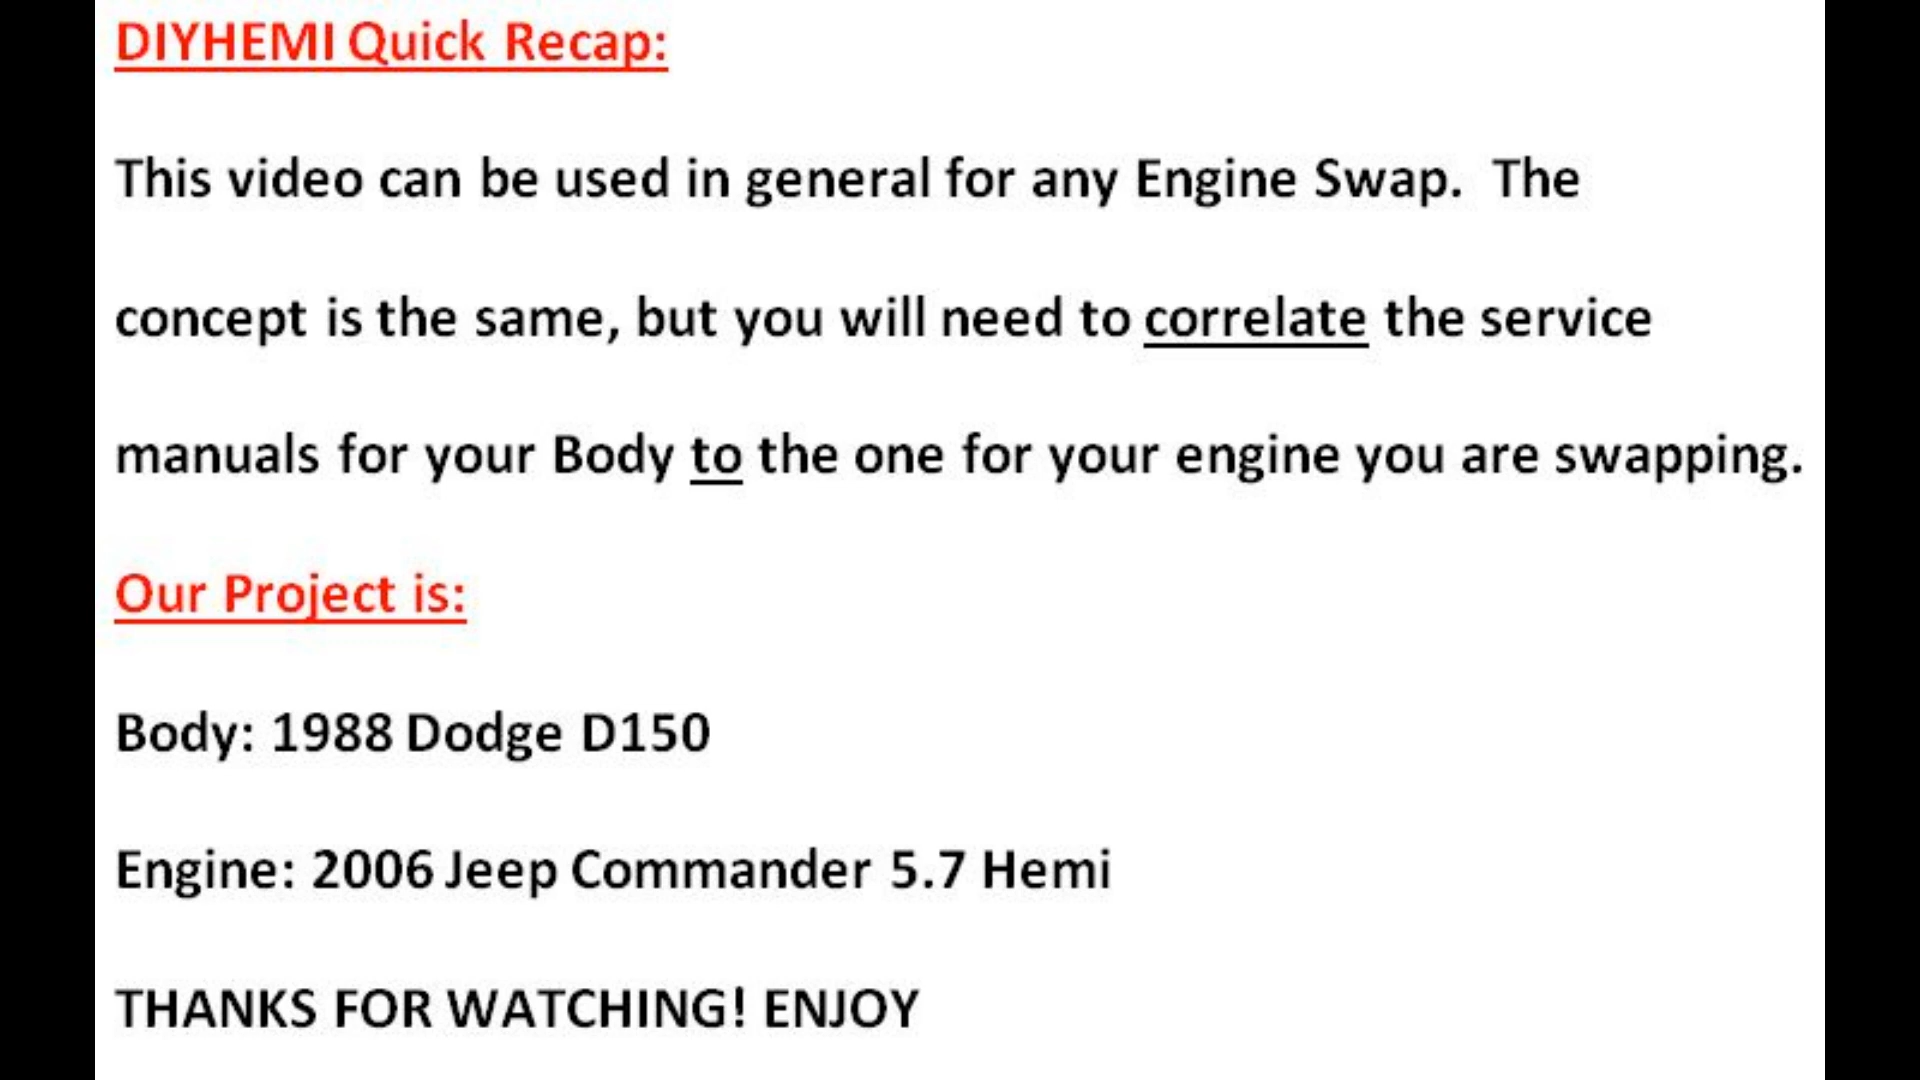 DIYHEMI Quick Recap:
This video can be used in general for any Engine Swap.  The
concept is the same, but you will need to correlate the service
manuals for your Body to the one for your engine you are swapping.
Our Project is:
Body: 1988 Dodge D150
Engine: 2006 Jeep Commander 5.7 Hemi
THANKS FOR WATCHING! ENJOY